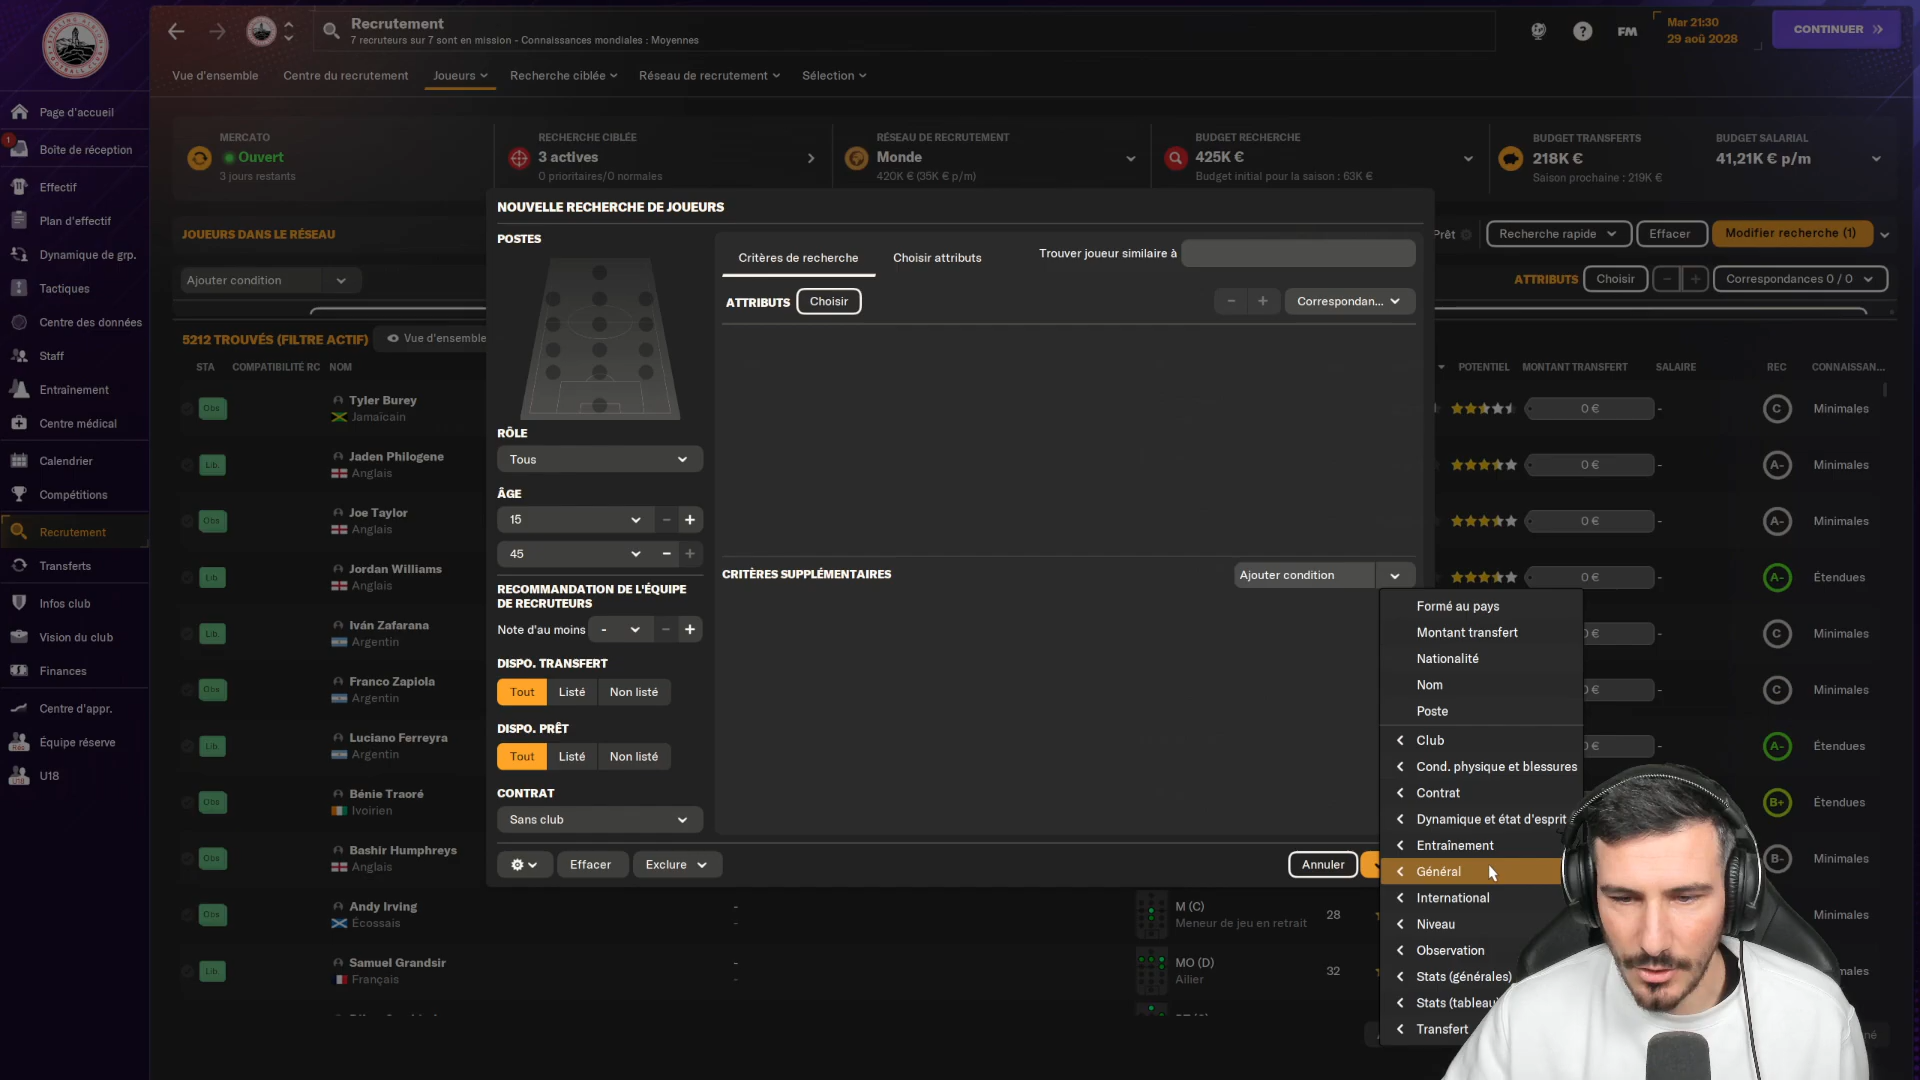 Recrutement
7 recruteurs sur 7 sont en mission - Connaissances mondiales : Moyennes
FM
Mar 21:30
29 aoû 2028
CONTINUER
Vue d'ensemble
Centre du recrutement
Joueurs
Recherche ciblée
Réseau de recrutement
Sélection
Page d'accueil
1
Boîte de réception
Effectif
Plan d'effectif
Dynamique de grp.
Tactiques
Centre des données
Staff
Entraînement
Centre médical
Calendrier
Compétitions
Recrutement
Transferts
Infos club
Vision du club
Finances
Centre d'appr.
Équipe réserve
U18
MERCATO
Ouvert
3 jours restants
RECHERCHE CIBLÉE
3 actives
0 prioritaires/0 normales
RÉSEAU DE RECRUTEMENT
Monde
420K € (35K € p/m)
BUDGET RECHERCHE
425K €
Budget initial pour la saison : 63K €
BUDGET TRANSFERTS
218K €
Saison prochaine : 219K €
BUDGET SALARIAL
41,21K € p/m
JOUEURS DANS LE RÉSEAU
Prêt
Recherche rapide
Effacer
Modifier recherche (1)
Ajouter condition
ATTRIBUTS
Choisir
Correspondances 0 / 0
5212 TROUVÉS (FILTRE ACTIF)
Vue d'ensemble
STA
COMPATIBILITÉ RC
NOM
POTENTIEL
MONTANT TRANSFERT
SALAIRE
REC
CONNAISSAN...
Obs
Tyler Burey
Jamaïcain
0 €
-
C
Minimales
Lib.
Jaden Philogene
Anglais
0 €
-
A-
Minimales
Obs
Joe Taylor
Anglais
0 €
-
A-
Minimales
Lib.
Jordan Williams
Anglais
0 €
-
A-
Étendues
Lib.
Iván Zafarana
Argentin
-
C
Minimales
Obs
Franco Zapiola
Argentin
-
C
Minimales
Lib.
Luciano Ferreyra
Argentin
-
A-
Étendues
Obs
Bénie Traoré
Ivoirien
B+
Étendues
Obs
Bashir Humphreys
Anglais
B-
Minimales
Obs
Andy Irving
Écossais
-
-
M (C)
Meneur de jeu en retrait
28
Minimales
Lib.
Samuel Grandsir
Français
-
-
MO (D)
Ailier
32
NOUVELLE RECHERCHE DE JOUEURS
POSTES
RÔLE
Tous
ÂGE
15
45
RECOMMANDATION DE L'ÉQUIPE
DE RECRUTEURS
Note d'au moins
-
DISPO. TRANSFERT
Tout
Listé
Non listé
DISPO. PRÊT
Tout
Listé
Non listé
CONTRAT
Sans club
Effacer
Exclure
Critères de recherche
Choisir attributs
Trouver joueur similaire à
ATTRIBUTS
Choisir
Correspondan...
CRITÈRES SUPPLÉMENTAIRES
Ajouter condition
Annuler
Formé au pays
Montant transfert
Nationalité
Nom
Poste
Club
Cond. physique et blessures
Contrat
Dynamique et état d'esprit
Entraînement
Général
International
Niveau
Observation
Stats (générales)
Stats (tableau
Transfert